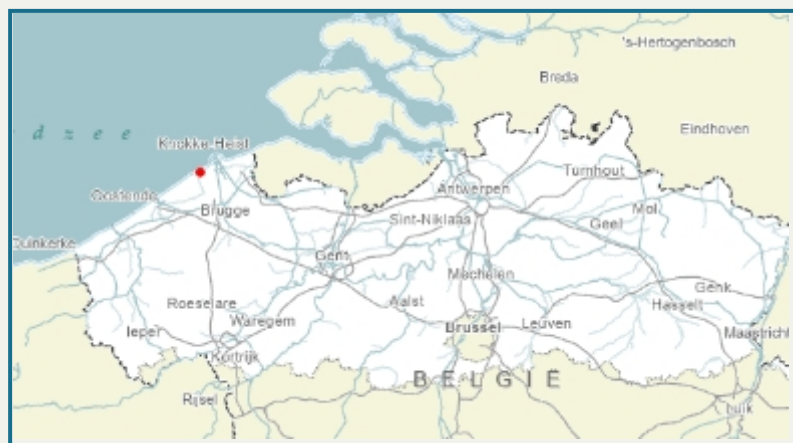 's-Hertogenbosch
Breda
d z e e
Eindhoven
Knokke-Heist
Turnhout
Antwerpen
Oostende
Mol
Brugge
Sint-Niklaas
Geel
Duinkerke
Gent
Mechelen
Genk
Roeselare
Aalst
Hasselt
Waregem
Ieper
Brussel
Leuven
Maastricht
Kortrijk
BELGIË
Rijsel
Luik